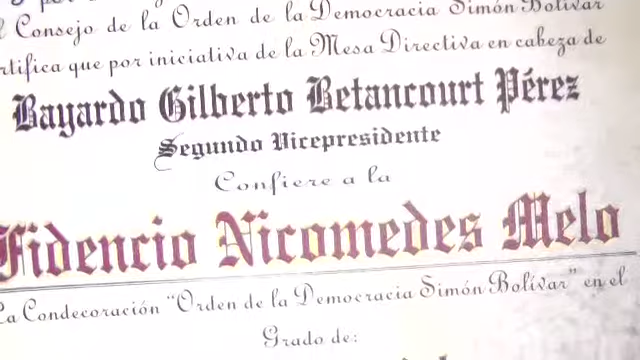 Consejo de la Orden de la Democracia Simón Bolívar
rtifica que por iniciativa de la Mesa Directiva en cabeza de
Bayardo Gilberto Betancourt Pérez
Segundo Vicepresidente
Confiere a la
Fidencio Nicomedes Melo
La Condecoración "Orden de la Democracia Simón Bolívar" en el
Grado de: